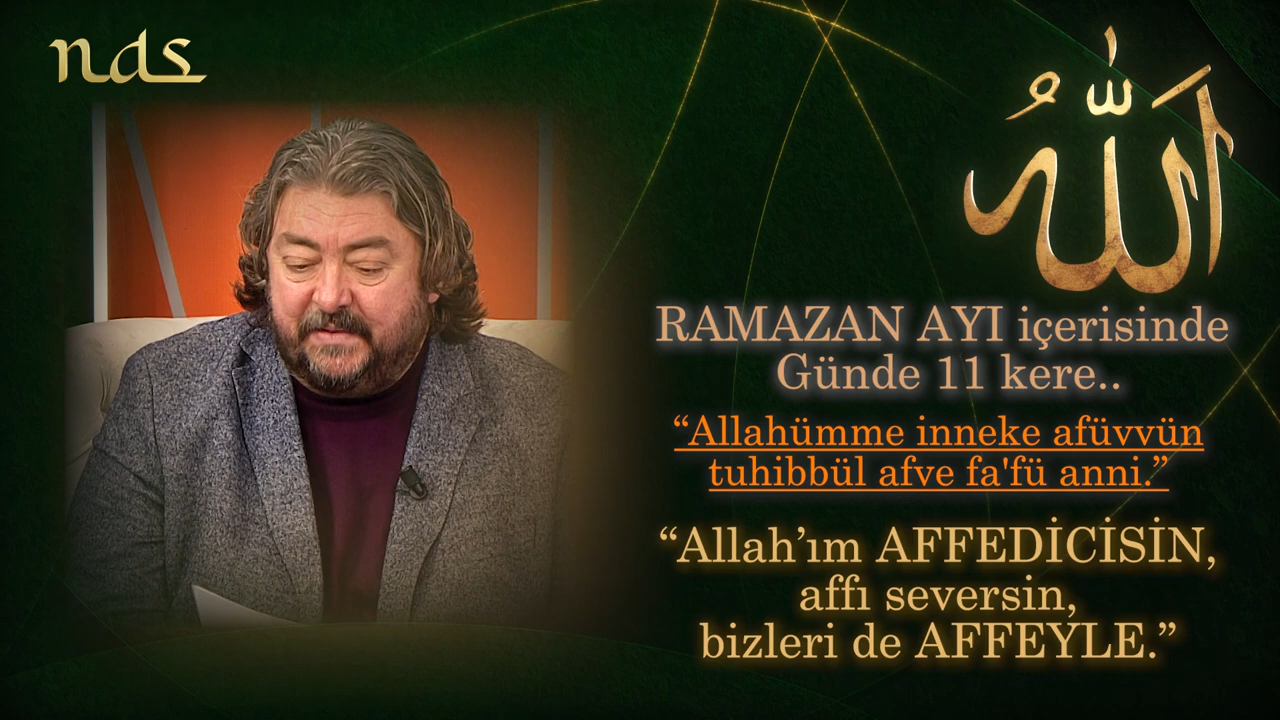 nds
اللهُ
RAMAZAN AYI içerisinde
Günde 11 kere..
“Allahümme inneke afüvvün
tuhibbül afve fa'fü anni.”
“Allah’ım AFFEDİCİSİN,
affı seversin,
bizleri de AFFEYLE.”